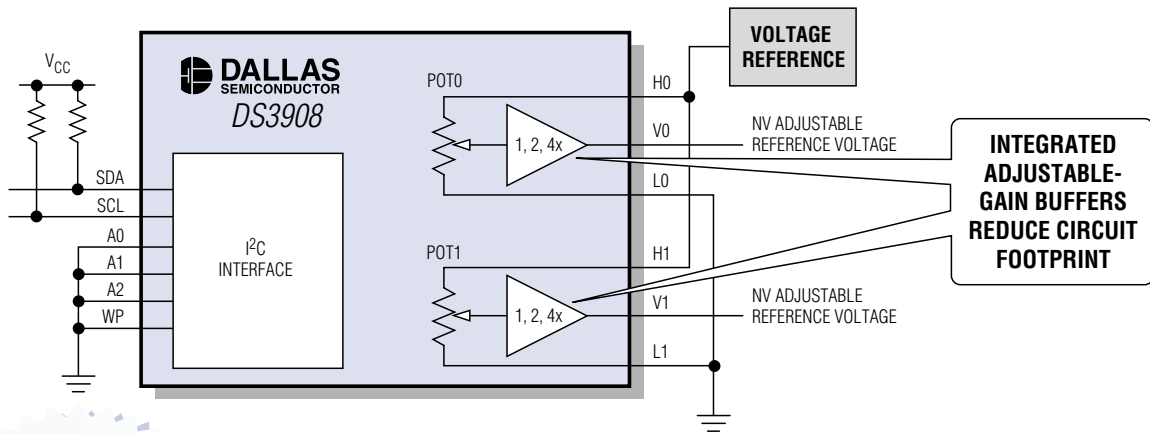 V_CC
DALLAS
SEMICONDUCTOR
DS3908
SDA
SCL
A0
A1
A2
WP
I²C
INTERFACE
POT0
1, 2, 4x
POT1
1, 2, 4x
H0
V0
L0
H1
V1
L1
VOLTAGE
REFERENCE
NV ADJUSTABLE
REFERENCE VOLTAGE
NV ADJUSTABLE
REFERENCE VOLTAGE
INTEGRATED
ADJUSTABLE-
GAIN BUFFERS
REDUCE CIRCUIT
FOOTPRINT